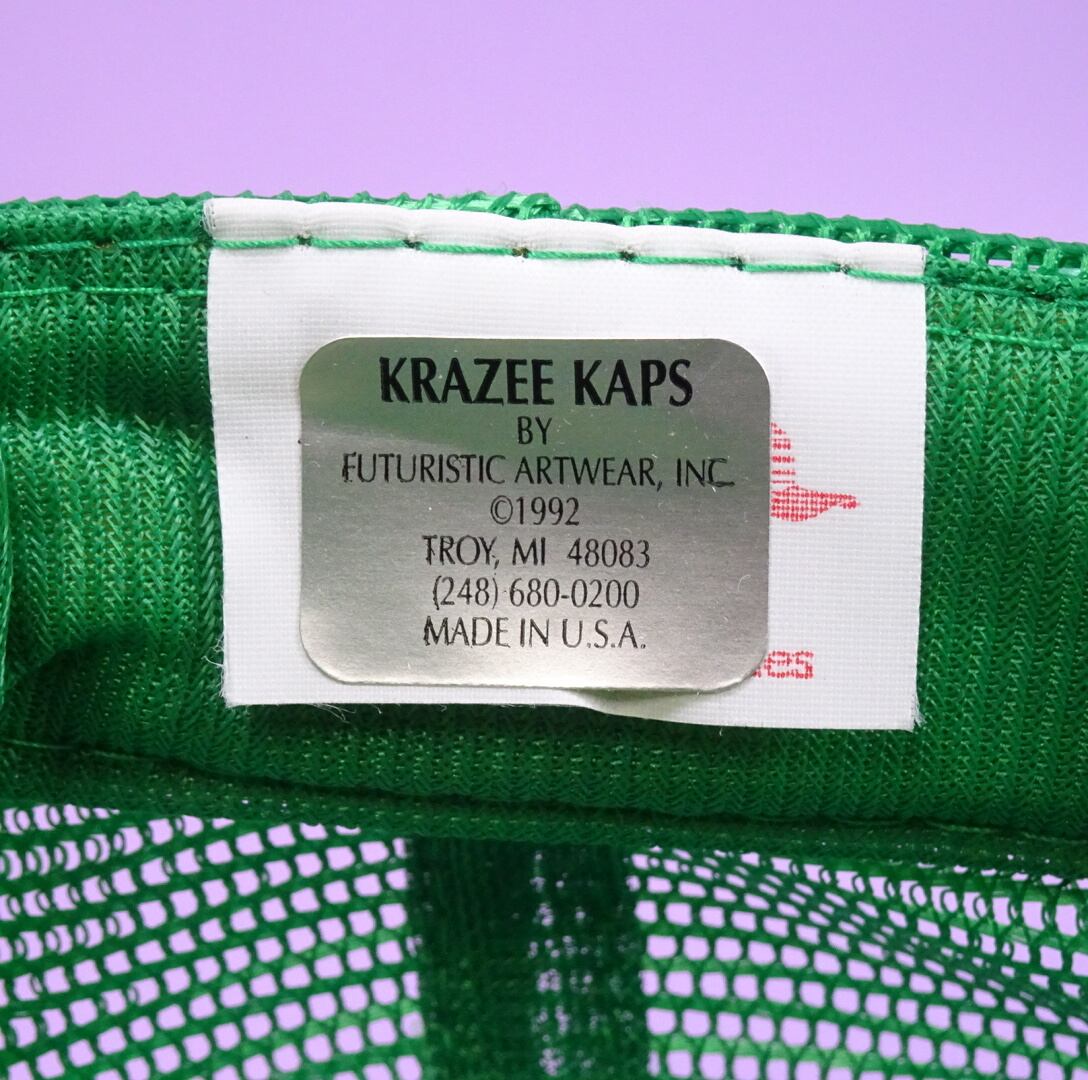 KRAZEE KAPS
BY
FUTURISTIC ARTWEAR, INC
©1992
TROY, MI 48083
(248) 680-0200
MADE IN U.S.A.